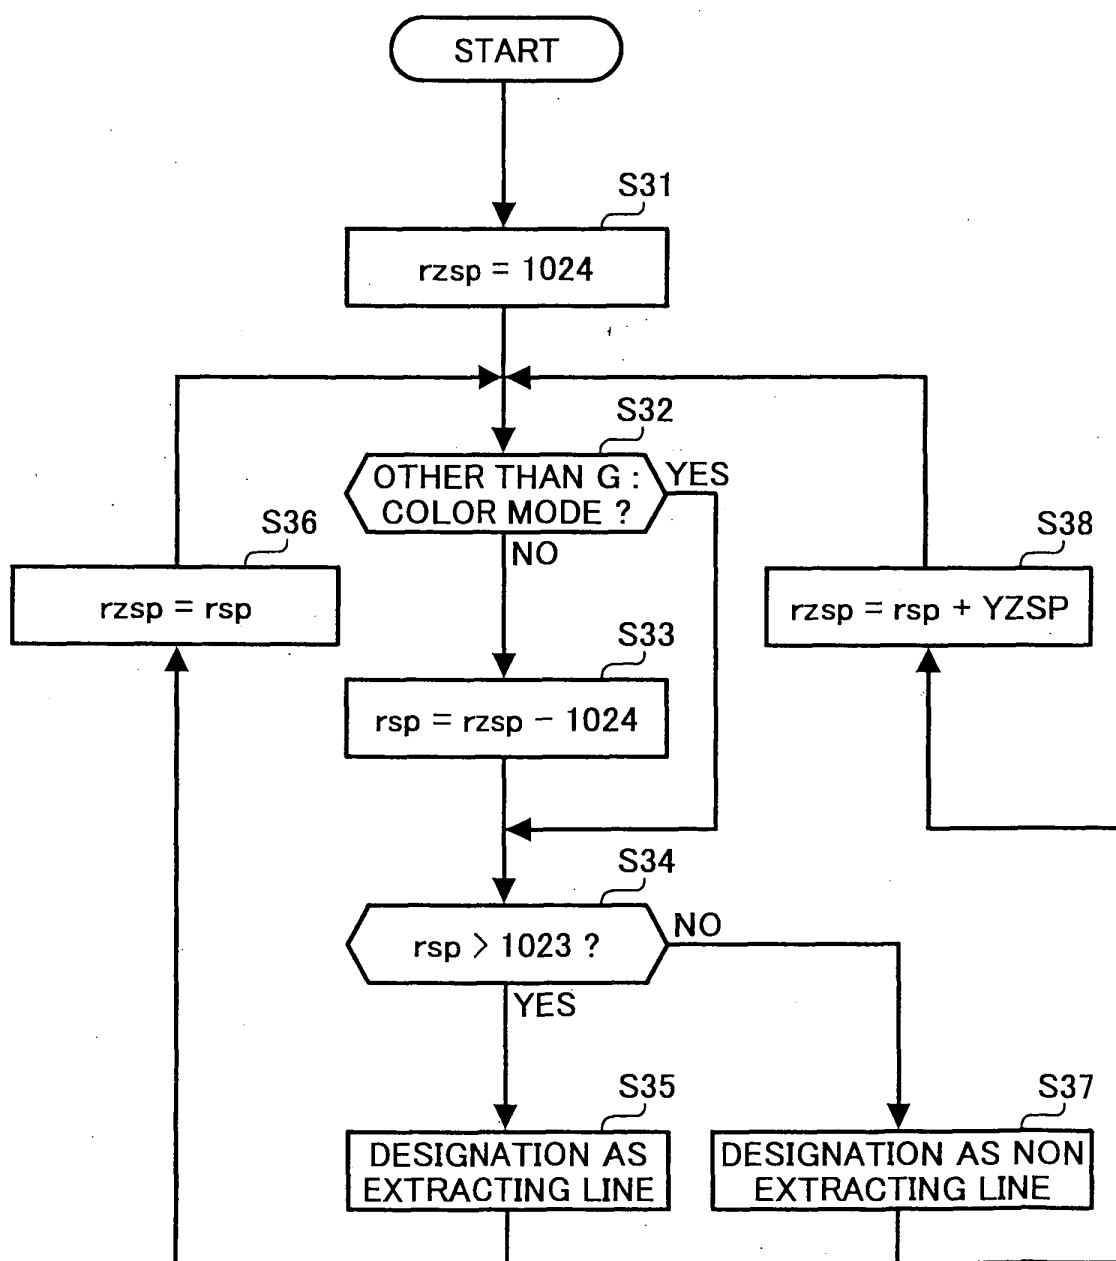 START
S31
rzsp = 1024
S32
OTHER THAN G :
COLOR MODE ?
YES
NO
S36
rzsp = rsp
S38
rzsp = rsp + YZSP
S33
rsp = rzsp - 1024
S34
rsp > 1023 ?
NO
YES
S35
DESIGNATION AS
EXTRACTING LINE
S37
DESIGNATION AS NON
EXTRACTING LINE